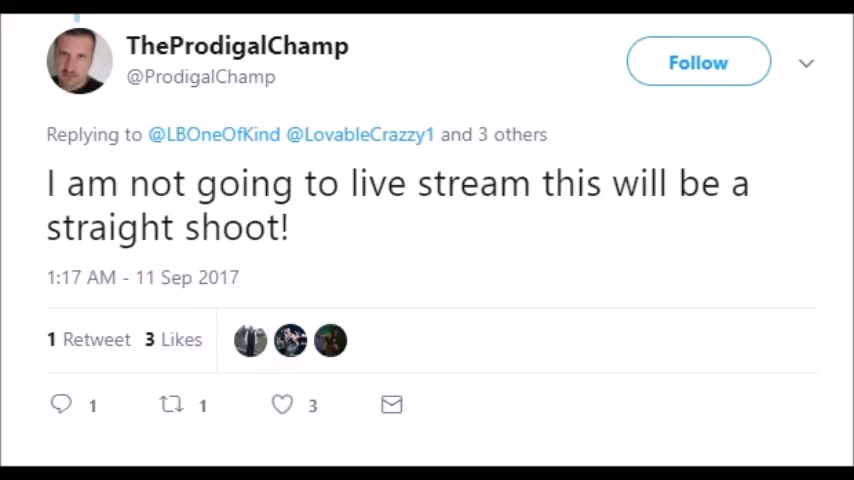 TheProdigalChamp
@ProdigalChamp
Follow
Replying to @LBOneOfKind @LovableCrazzy1 and 3 others
I am not going to live stream this will be a
straight shoot!
1:17 AM - 11 Sep 2017
1 Retweet 3 Likes
1 1 3